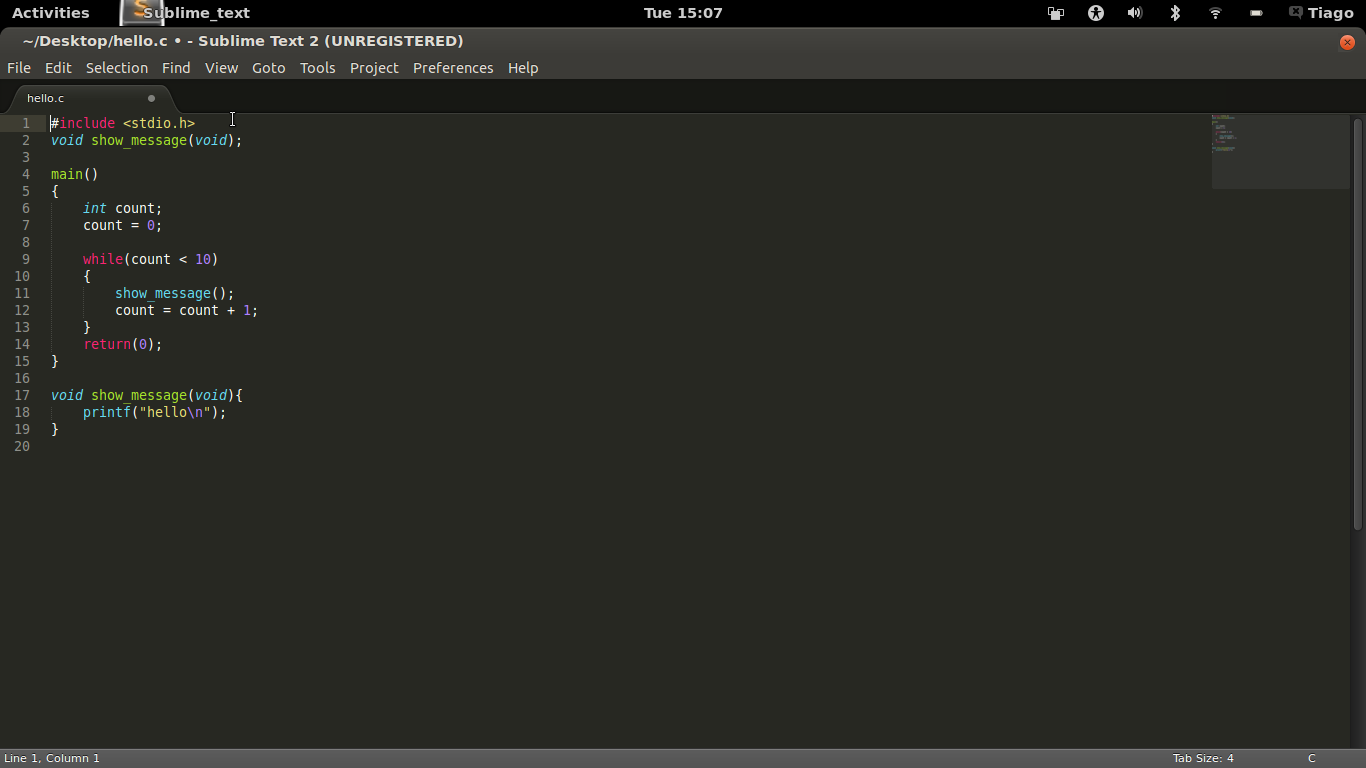 Activities Sublime_text Tue 15:07 Tiago
~/Desktop/hello.c • - Sublime Text 2 (UNREGISTERED)
File Edit Selection Find View Goto Tools Project Preferences Help
hello.c
1 #include <stdio.h>
2 void show_message(void);
3
4 main()
5 {
6     int count;
7     count = 0;
8
9     while(count < 10)
10     {
11         show_message();
12         count = count + 1;
13     }
14     return(0);
15 }
16
17 void show_message(void){
18     printf("hello\n");
19 }
20
Line 1, Column 1 Tab Size: 4 C